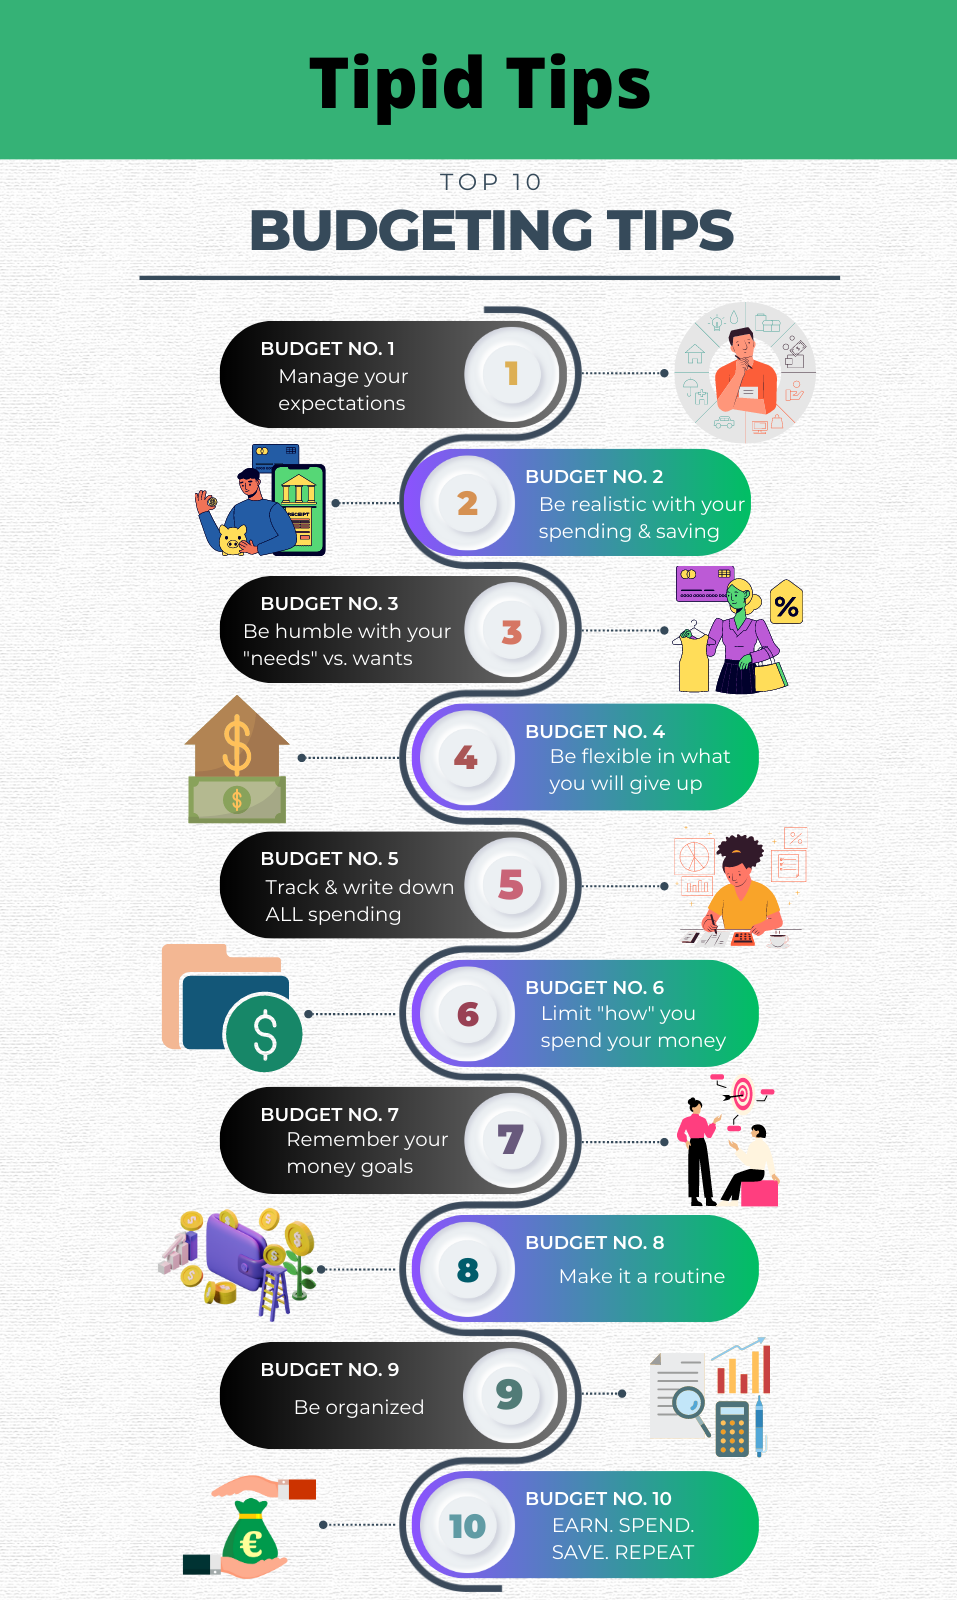 Tipid Tips
TOP 10
BUDGETING TIPS
BUDGET NO. 1
Manage your
expectations
1
BUDGET NO. 2
Be realistic with your
spending & saving
2
RECEIPT
BUDGET NO. 3
Be humble with your
"needs" vs. wants
3
%
BUDGET NO. 4
Be flexible in what
you will give up
4
$
$
BUDGET NO. 5
Track & write down
ALL spending
5
%
BUDGET NO. 6
Limit "how" you
spend your money
6
$
BUDGET NO. 7
Remember your
money goals
7
BUDGET NO. 8
Make it a routine
8
BUDGET NO. 9
Be organized
9
BUDGET NO. 10
EARN. SPEND.
SAVE. REPEAT
10
€